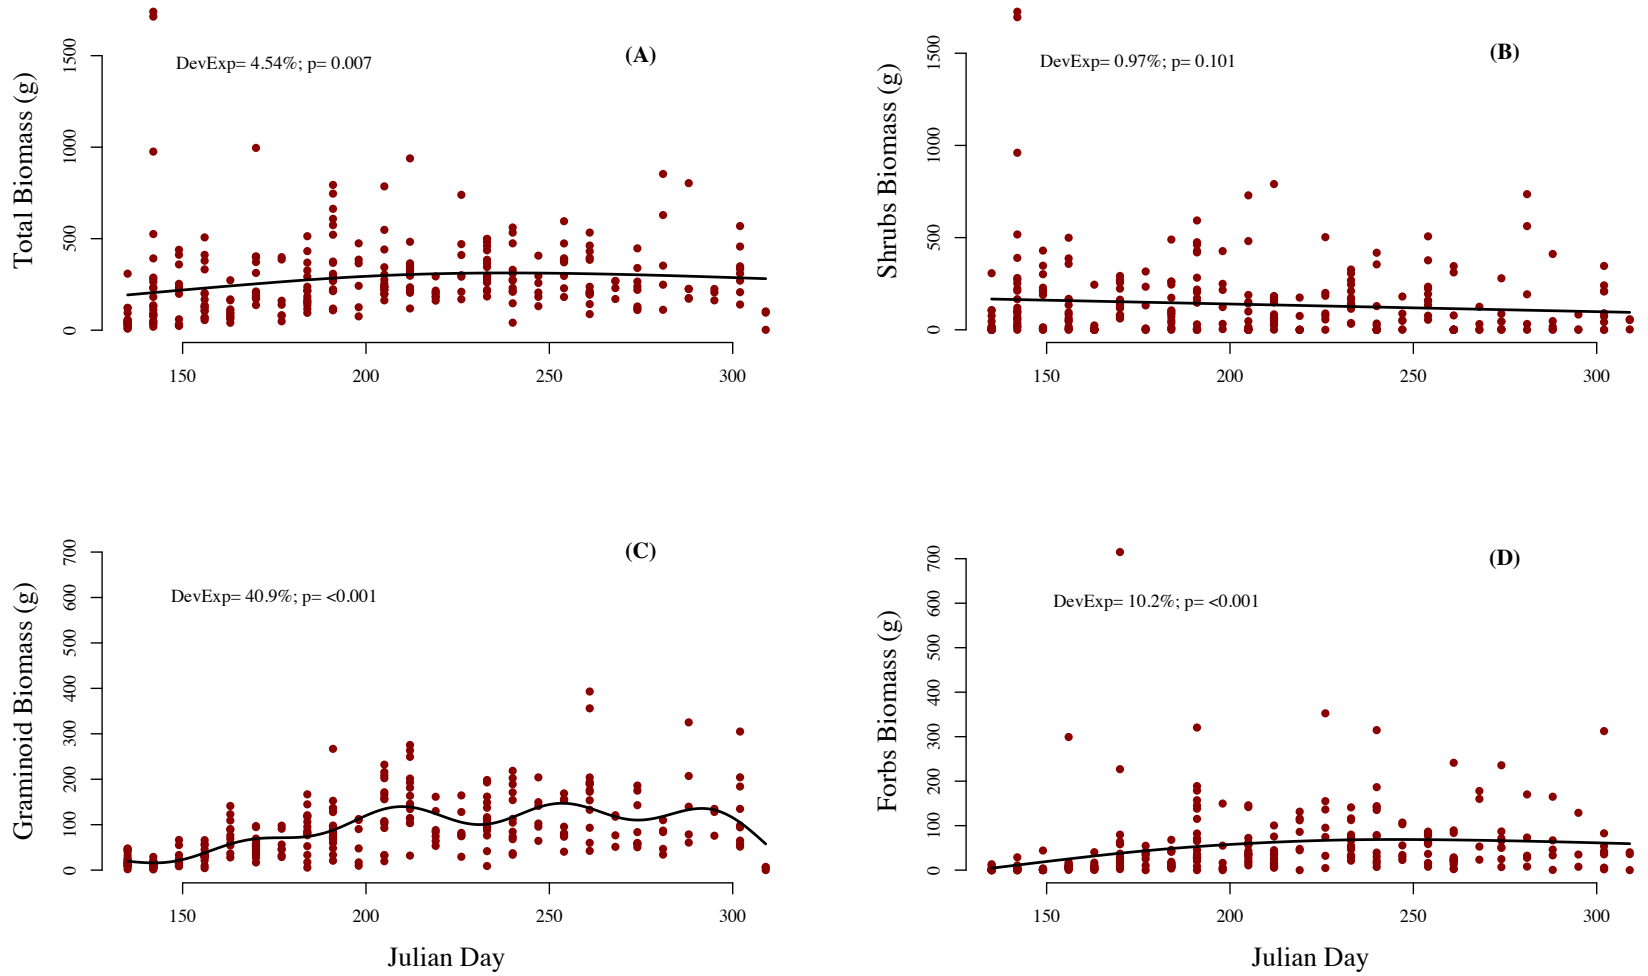 (A)
DevExp= 4.54%; p= 0.007
Total Biomass (g)
0
500
1000
1500
150
200
250
300
(B)
DevExp= 0.97%; p= 0.101
Shrubs Biomass (g)
0
500
1000
1500
150
200
250
300
(C)
DevExp= 40.9%; p= <0.001
Graminoid Biomass (g)
0
100
200
300
400
500
600
700
150
200
250
300
Julian Day
(D)
DevExp= 10.2%; p= <0.001
Forbs Biomass (g)
0
100
200
300
400
500
600
700
150
200
250
300
Julian Day